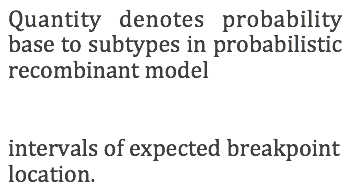 Quantity denotes probability
base to subtypes in probabilistic
recombinant model
intervals of expected breakpoint
location.